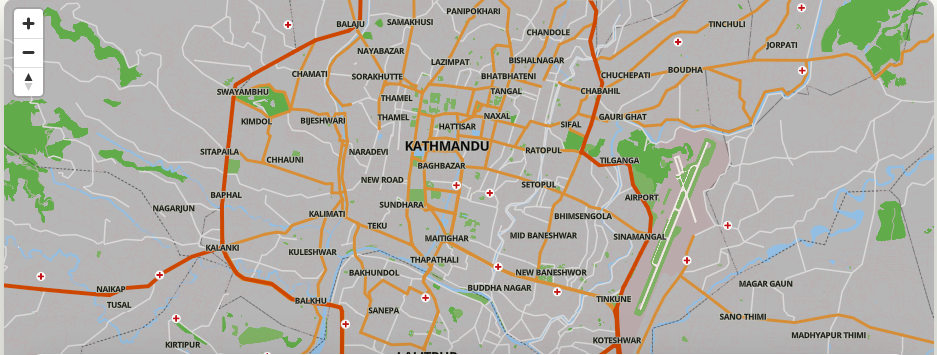 PANIPOKHARI
BALAJU
SAMAKHUSI
TINCHULI
CHANDOLE
JORPATI
NAYABAZAR
LAZIMPAT
BISHALNAGAR
CHAMATI
SORAKHUTTE
BHATBHATENI
CHUCHEPATI
BOUDHA
SWAYAMBHU
TANGAL
CHABAHIL
THAMEL
KIMDOL
BIJESHWARI
THAMEL
NAXAL
GAURI GHAT
HATTISAR
SIFAL
KATHMANDU
SITAPAILA
NARADEVI
RATOPUL
CHHAUNI
TILGANGA
BAGHBAZAR
NEW ROAD
SETOPUL
BAPHAL
AIRPORT
NAGARJUN
SUNDHARA
KALIMATI
BHIMSENGOLA
TEKU
MAITIGHAR
MID BANESHWAR
SINAMANGAL
KALANKI
KULESHWAR
THAPATHALI
BAKHUNDOL
NEW BANESHWOR
MAGAR GAUN
NAIKAP
BUDDHA NAGAR
TUSAL
BALKHU
TINKUNE
SANEPA
SANO THIMI
MADHYAPUR THIMI
KIRTIPUR
KOTESHWAR